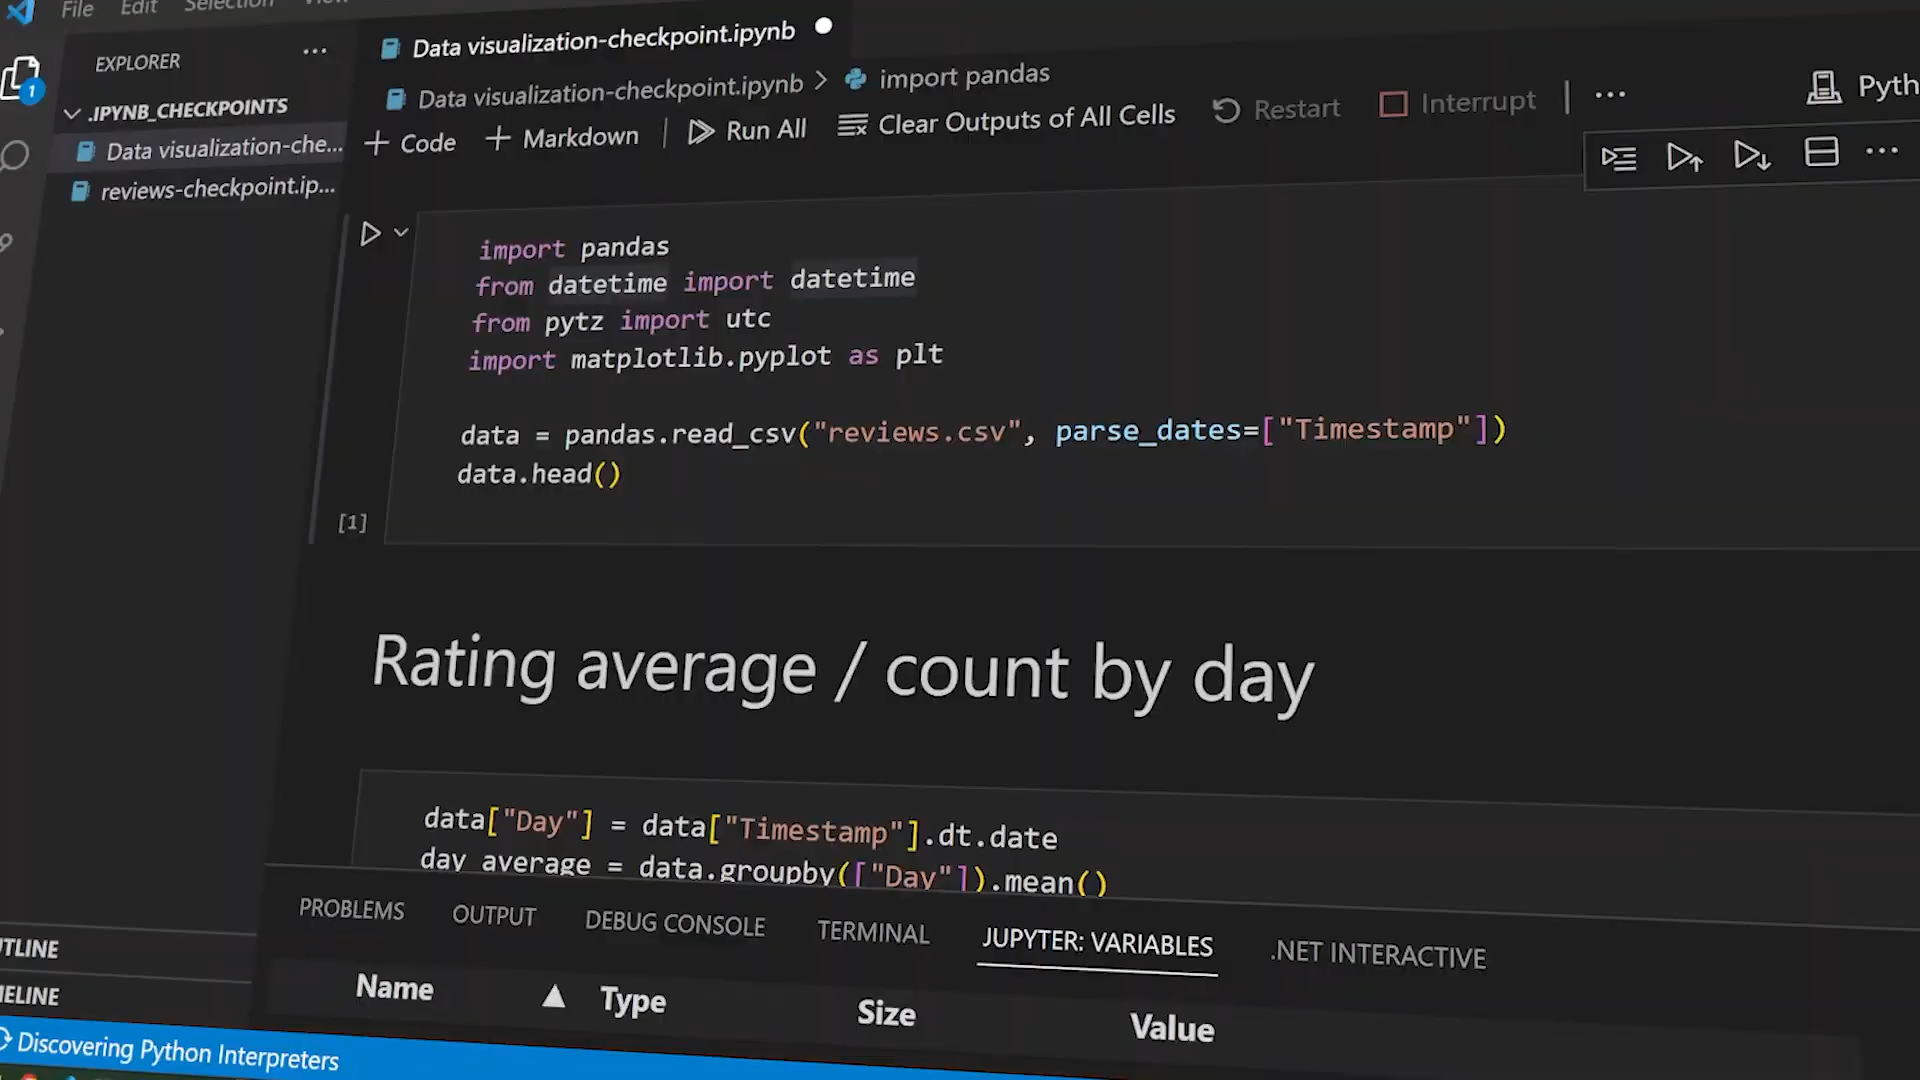 File Edit Selection View
EXPLORER ...
.IPYNB_CHECKPOINTS
Data visualization-che...
reviews-checkpoint.ip...
Data visualization-checkpoint.ipynb
Data visualization-checkpoint.ipynb > import pandas
+ Code + Markdown | Run All Clear Outputs of All Cells Restart Interrupt | ... Pyth
1
import pandas
from datetime import datetime
from pytz import utc
import matplotlib.pyplot as plt
data = pandas.read_csv("reviews.csv", parse_dates=["Timestamp"])
data.head()
[1]
Rating average / count by day
data["Day"] = data["Timestamp"].dt.date
day_average = data.groupby(["Day"]).mean()
PROBLEMS OUTPUT DEBUG CONSOLE TERMINAL JUPYTER: VARIABLES .NET INTERACTIVE
Name Type Size Value
UTLINE
MELINE
Discovering Python Interpreters